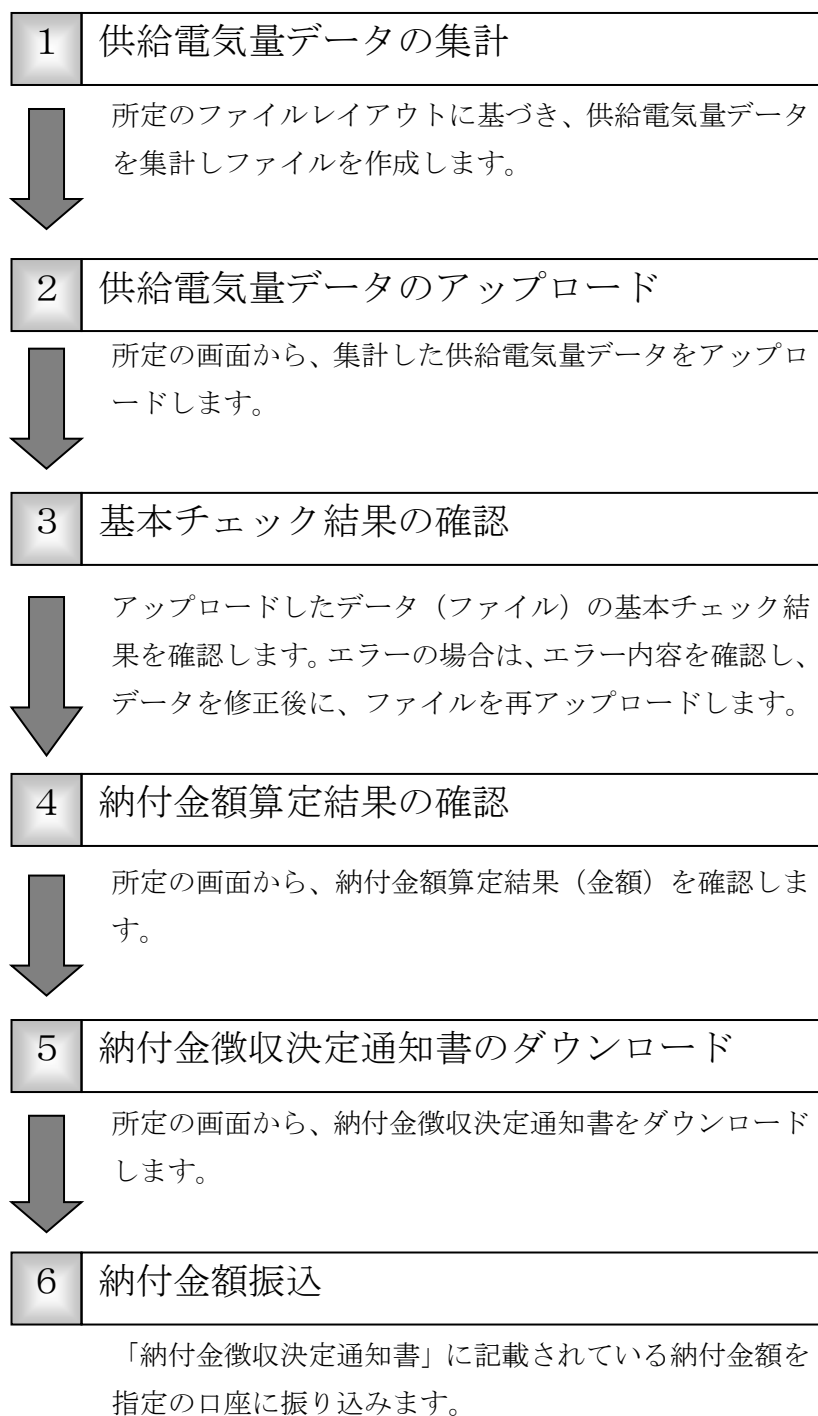 1 供給電気量データの集計
所定のファイルレイアウトに基づき、供給電気量データ
を集計しファイルを作成します。
2 供給電気量データのアップロード
所定の画面から、集計した供給電気量データをアップロ
ードします。
3 基本チェック結果の確認
アップロードしたデータ（ファイル）の基本チェック結
果を確認します。エラーの場合は、エラー内容を確認し、
データを修正後に、ファイルを再アップロードします。
4 納付金額算定結果の確認
所定の画面から、納付金額算定結果（金額）を確認しま
す。
5 納付金徴収決定通知書のダウンロード
所定の画面から、納付金徴収決定通知書をダウンロード
します。
6 納付金額振込
「納付金徴収決定通知書」に記載されている納付金額を
指定の口座に振り込みます。